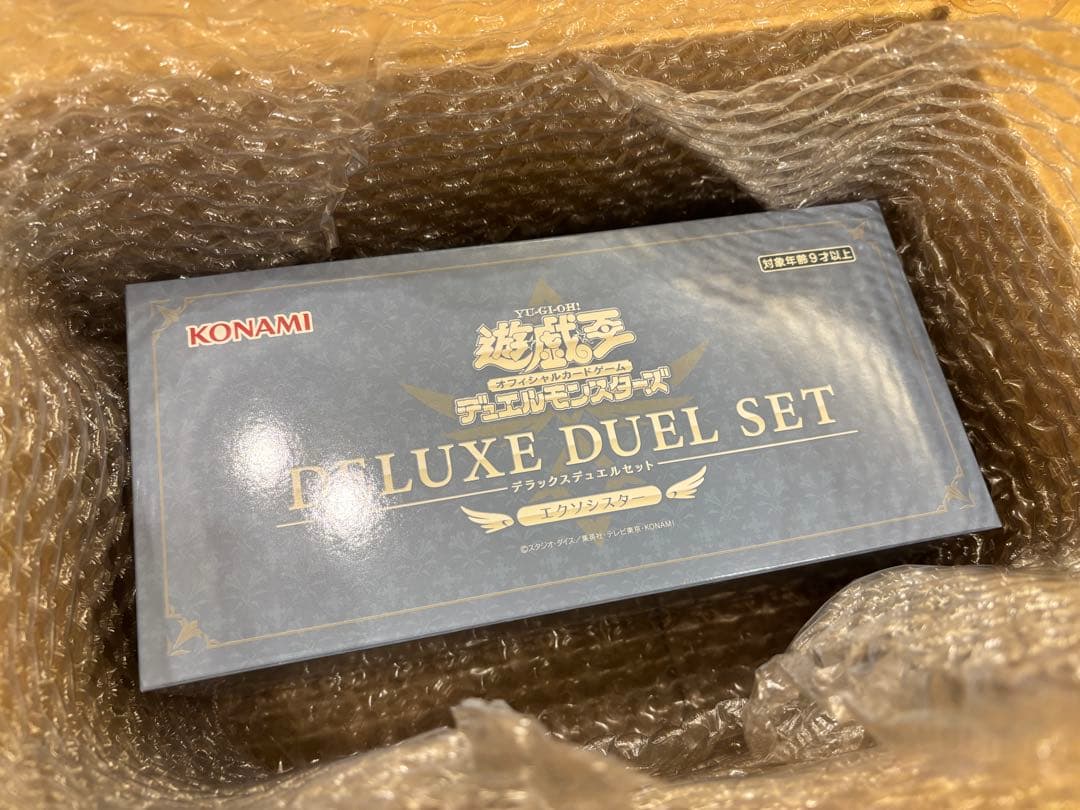 対象年齢9才以上
KONAMI
YU-GI-OH!
遊戯王
オフィシャルカードゲーム
デュエルモンスターズ
DELUXE DUEL SET
デラックスデュエルセット
エクソシスター
©スタジオ・ダイス/集英社・テレビ東京・KONAMI